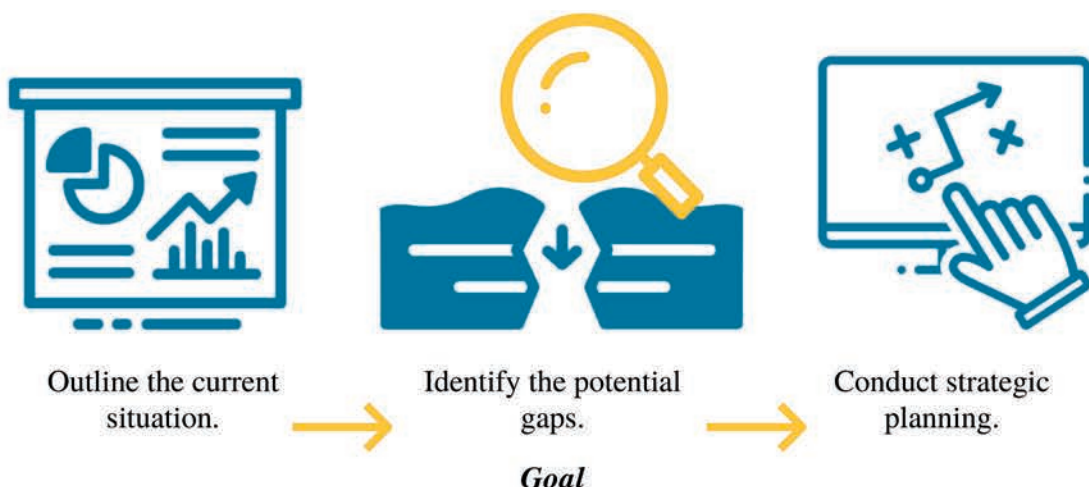 Outline the current
situation.
Identify the potential
gaps.
Conduct strategic
planning.
Goal